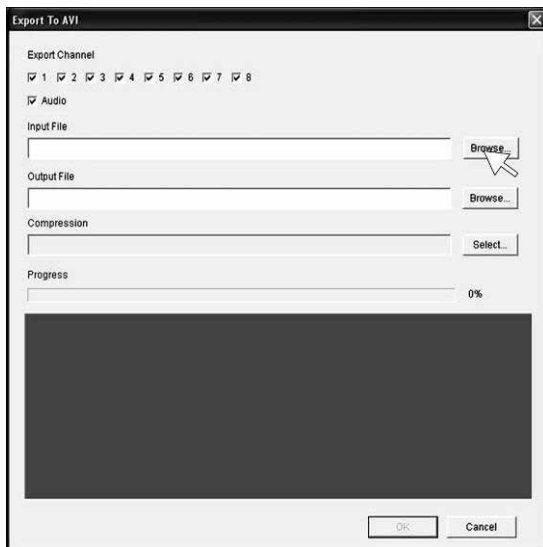 Export To AVI
Export Channel
1 2 3 4 5 6 7 8
Audio
Input File
Browse...
Output File
Browse...
Compression
Select...
Progress
0%
OK Cancel